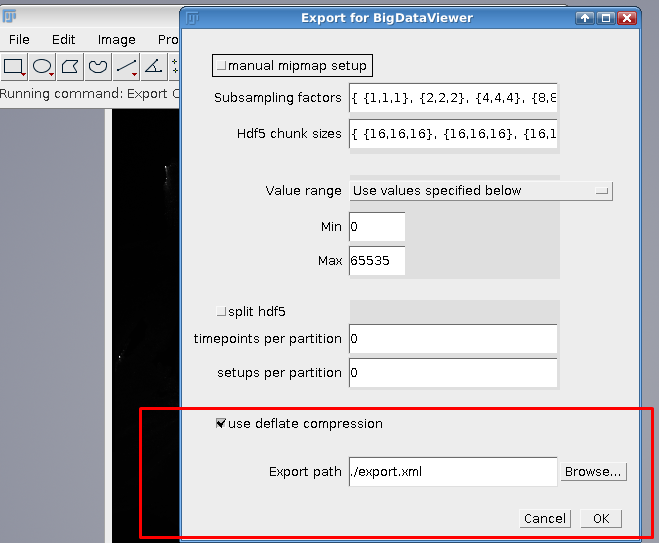 Export for BigDataViewer
File Edit Image Pro
Running command: Export C
manual mipmap setup
Subsampling factors { {1,1,1}, {2,2,2}, {4,4,4}, {8,8
Hdf5 chunk sizes { {16,16,16}, {16,16,16}, {16,1
Value range Use values specified below
Min 0
Max 65535
split hdf5
timepoints per partition 0
setups per partition 0
use deflate compression
Export path ./export.xml Browse...
Cancel OK